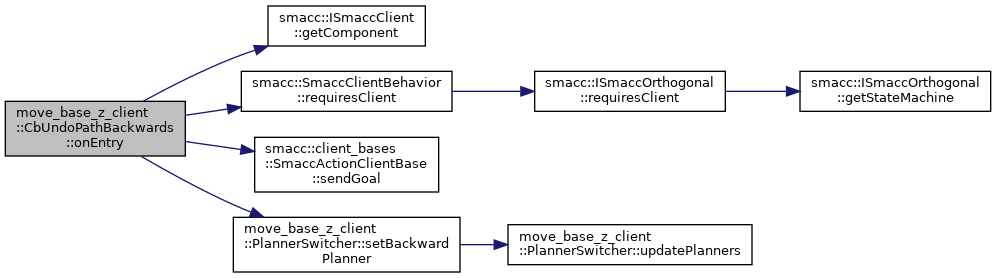 move_base_z_client
::CbUndoPathBackwards
::onEntry
smacc::ISmaccClient
::getComponent
smacc::SmaccClientBehavior
::requiresClient
smacc::ISmaccOrthogonal
::requiresClient
smacc::ISmaccOrthogonal
::getStateMachine
smacc::client_bases
::SmaccActionClientBase
::sendGoal
move_base_z_client
::PlannerSwitcher::setBackward
Planner
move_base_z_client
::PlannerSwitcher::updatePlanners